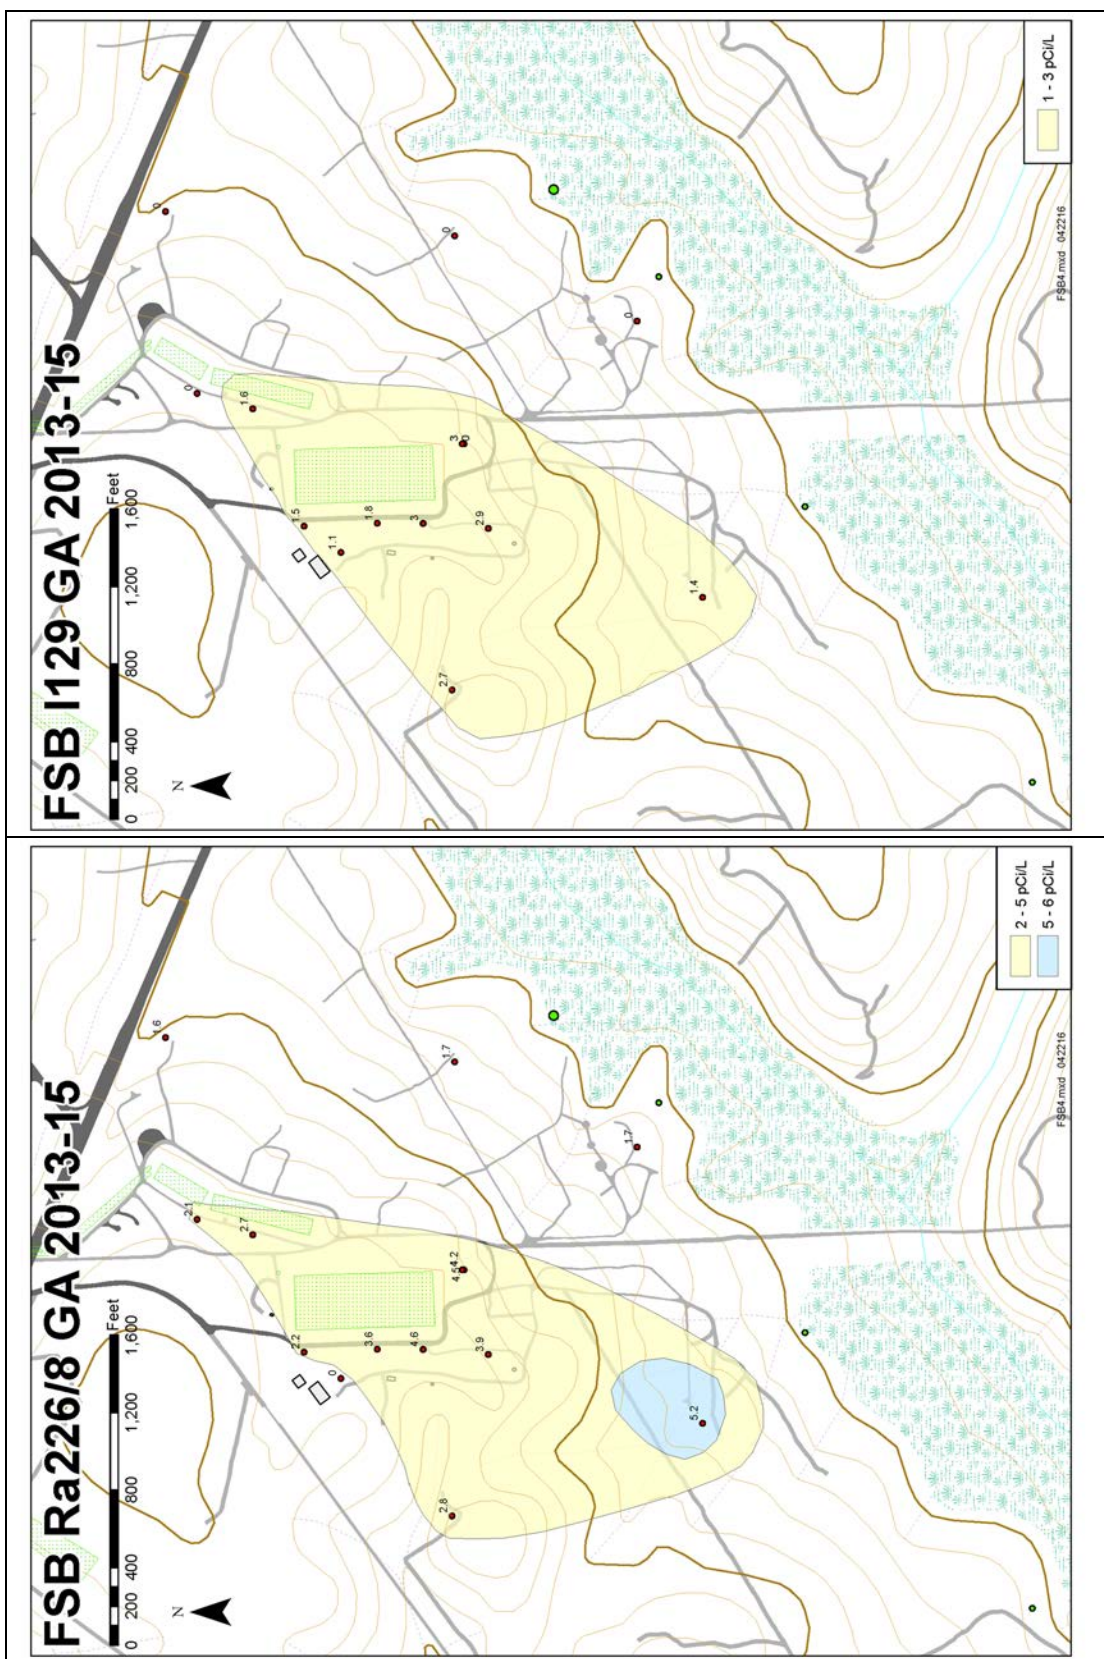 FSB I129 GA 2013-15
0 200 400 800 1,200 1,600
Feet
N
0
0
1.6
1.5
1.1
1.8
3
3
0
2.9
2.7
0
0
1.4
1 - 3 pCi/L
FSB4.mxd 042216
FSB Ra226/8 GA 2013-15
0 200 400 800 1,200 1,600
Feet
N
1.6
2.1
2.7
2.2
0
3.6
4.6
4.2
3.9
2.8
1.7
1.7
5.2
2 - 5 pCi/L
5 - 6 pCi/L
FSB4.mxd 042216